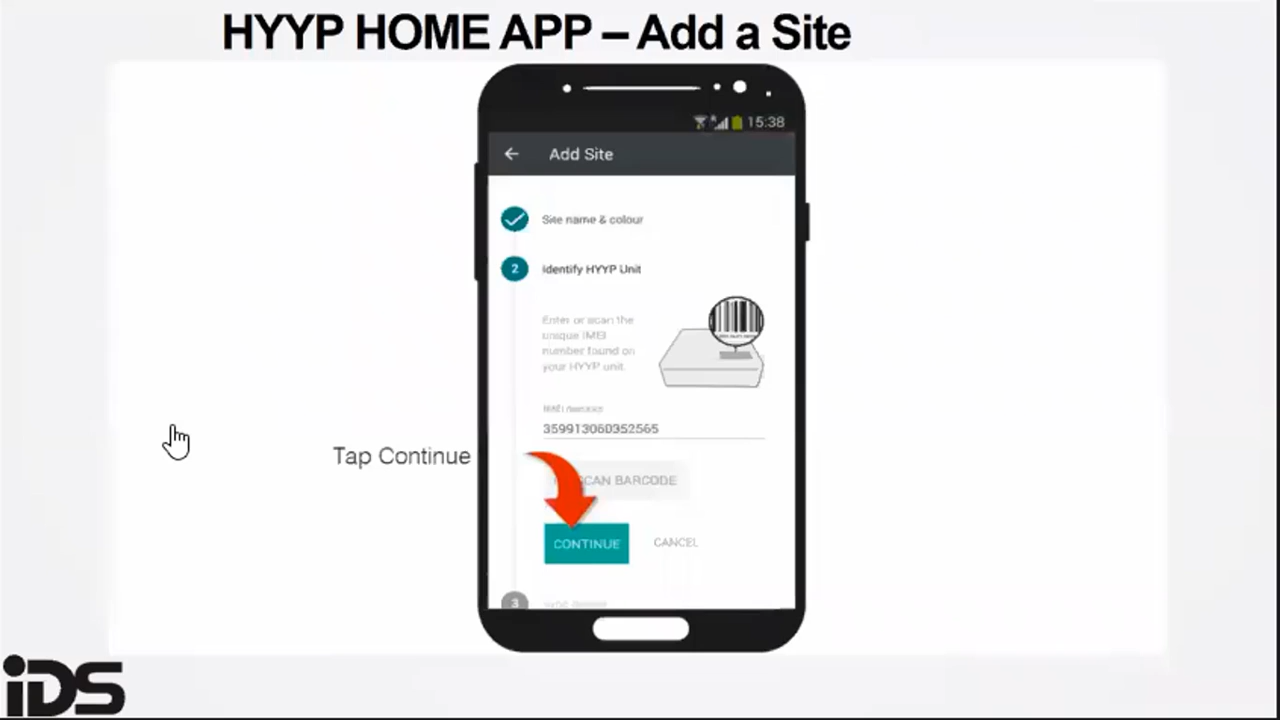 HYYP HOME APP – Add a Site
15:38
Add Site
Site name & colour
2
Identify HYYP Unit
Enter or scan the
unique IMEI
number found on
your HYYP unit.
359913060352565
Tap Continue
SCAN BARCODE
CONTINUE
CANCEL
3
iDS